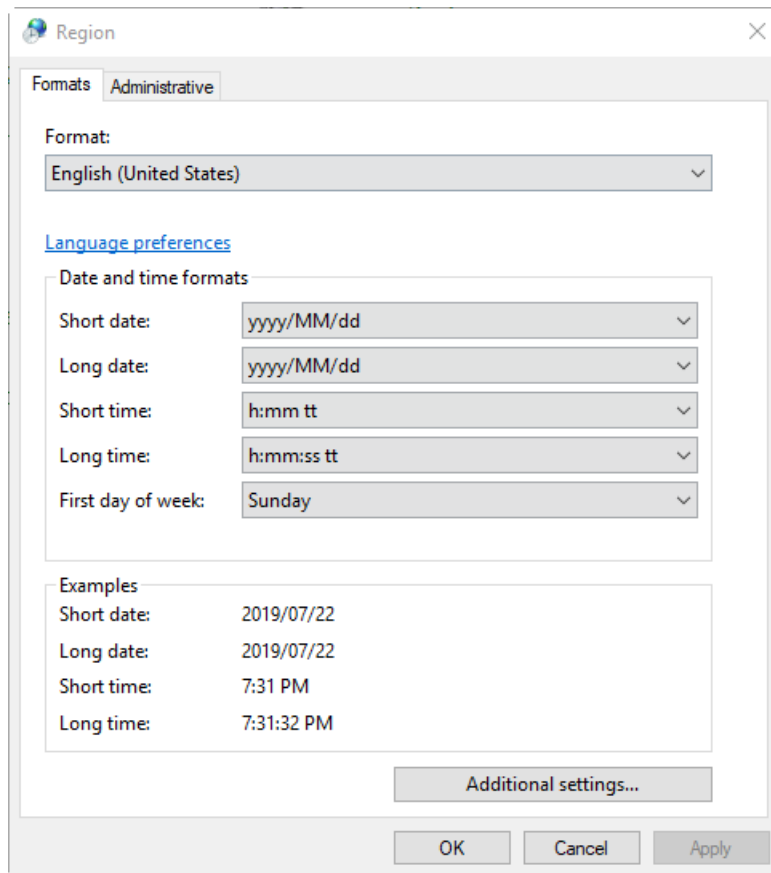 Region
Formats Administrative
Format:
English (United States)
Language preferences
Date and time formats
Short date: yyyy/MM/dd
Long date: yyyy/MM/dd
Short time: h:mm tt
Long time: h:mm:ss tt
First day of week: Sunday
Examples
Short date: 2019/07/22
Long date: 2019/07/22
Short time: 7:31 PM
Long time: 7:31:32 PM
Additional settings...
OK Cancel Apply